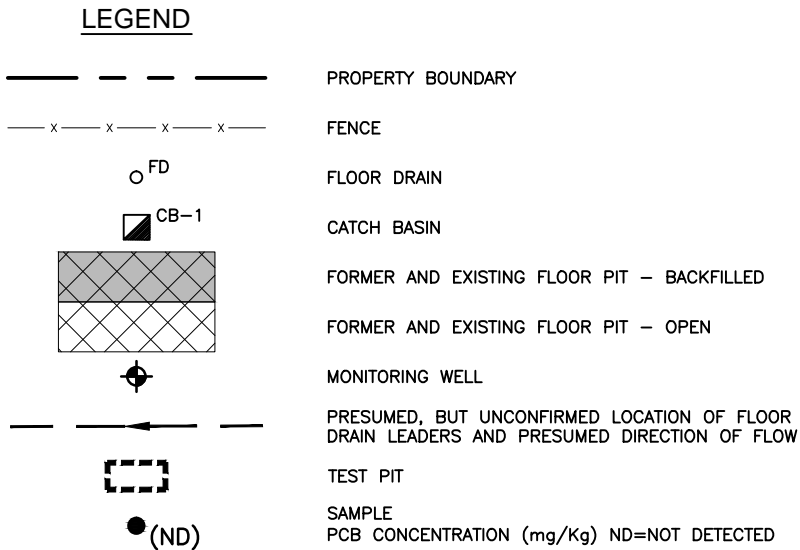 LEGEND
PROPERTY BOUNDARY
x x x x FENCE
FD FLOOR DRAIN
CB-1 CATCH BASIN
FORMER AND EXISTING FLOOR PIT - BACKFILLED
FORMER AND EXISTING FLOOR PIT - OPEN
MONITORING WELL
PRESUMED, BUT UNCONFIRMED LOCATION OF FLOOR
DRAIN LEADERS AND PRESUMED DIRECTION OF FLOW
TEST PIT
SAMPLE
(ND) PCB CONCENTRATION (mg/Kg) ND=NOT DETECTED